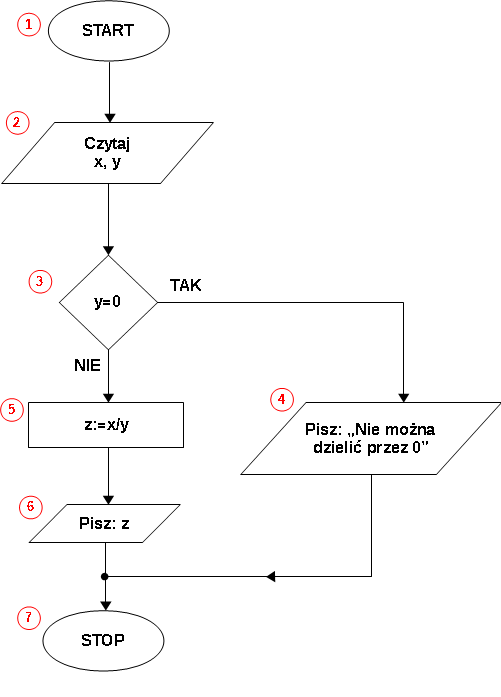 1
START
2
Czytaj
x, y
3
y=0
TAK
NIE
4
Pisz: „Nie można
dzielić przez 0”
5
z:=x/y
6
Pisz: z
7
STOP